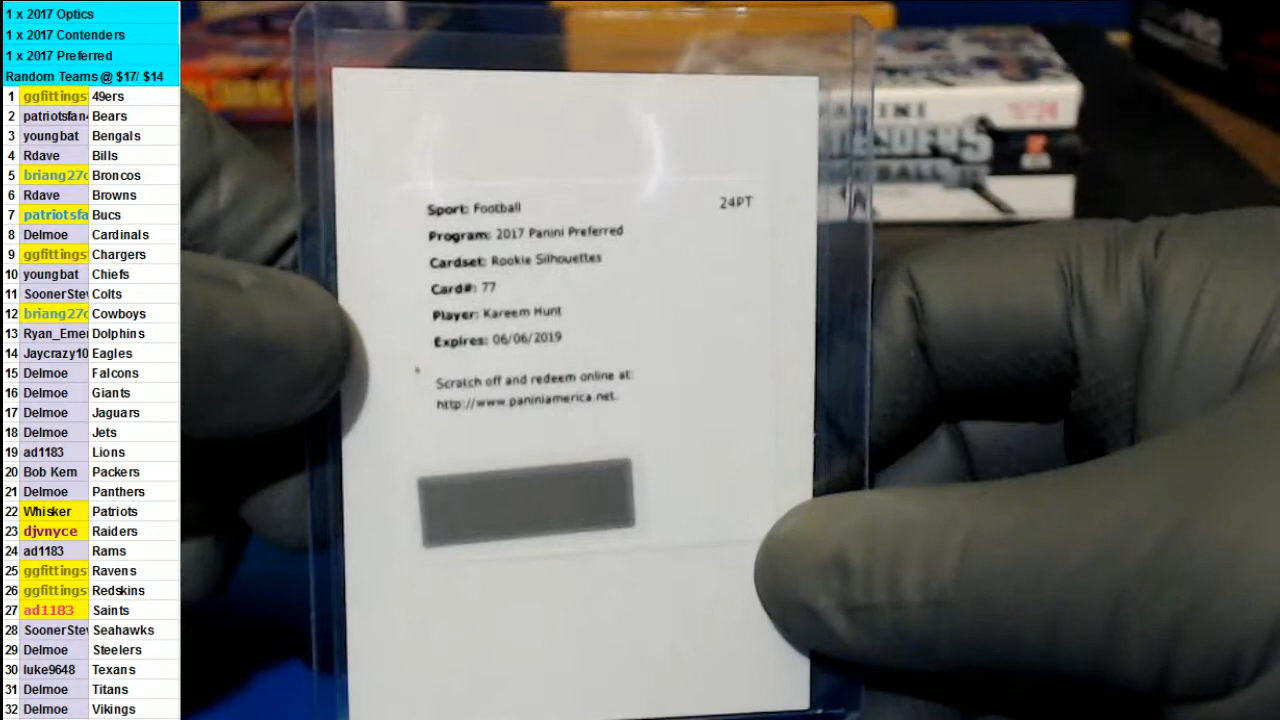 1 x 2017 Optics
1 x 2017 Contenders
1 x 2017 Preferred
Random Teams @ $17/ $14
1 ggfittings 49ers
2 patriotsfan Bears
3 youngbat Bengals
4 Rdave Bills
5 briang27 Broncos
6 Rdave Browns
7 patriotsfa Bucs
8 Delmoe Cardinals
9 ggfittings Chargers
10 youngbat Chiefs
11 SoonerSte Colts
12 briang27 Cowboys
13 Ryan_Eme Dolphins
14 Jaycrazy10 Eagles
15 Delmoe Falcons
16 Delmoe Giants
17 Delmoe Jaguars
18 Delmoe Jets
19 ad1183 Lions
20 Bob Kern Packers
21 Delmoe Panthers
22 Whisker Patriots
23 djvnyce Raiders
24 ad1183 Rams
25 ggfittings Ravens
26 ggfittings Redskins
27 ad1183 Saints
28 SoonerSte Seahawks
29 Delmoe Steelers
30 luke9648 Texans
31 Delmoe Titans
32 Delmoe Vikings
Sport: Football 24PT
Program: 2017 Panini Preferred
Cardset: Rookie Silhouettes
Card#: 77
Player: Kareem Hunt
Expires: 06/06/2019
Scratch off and redeem online at:
http://www.paniniamerica.net.